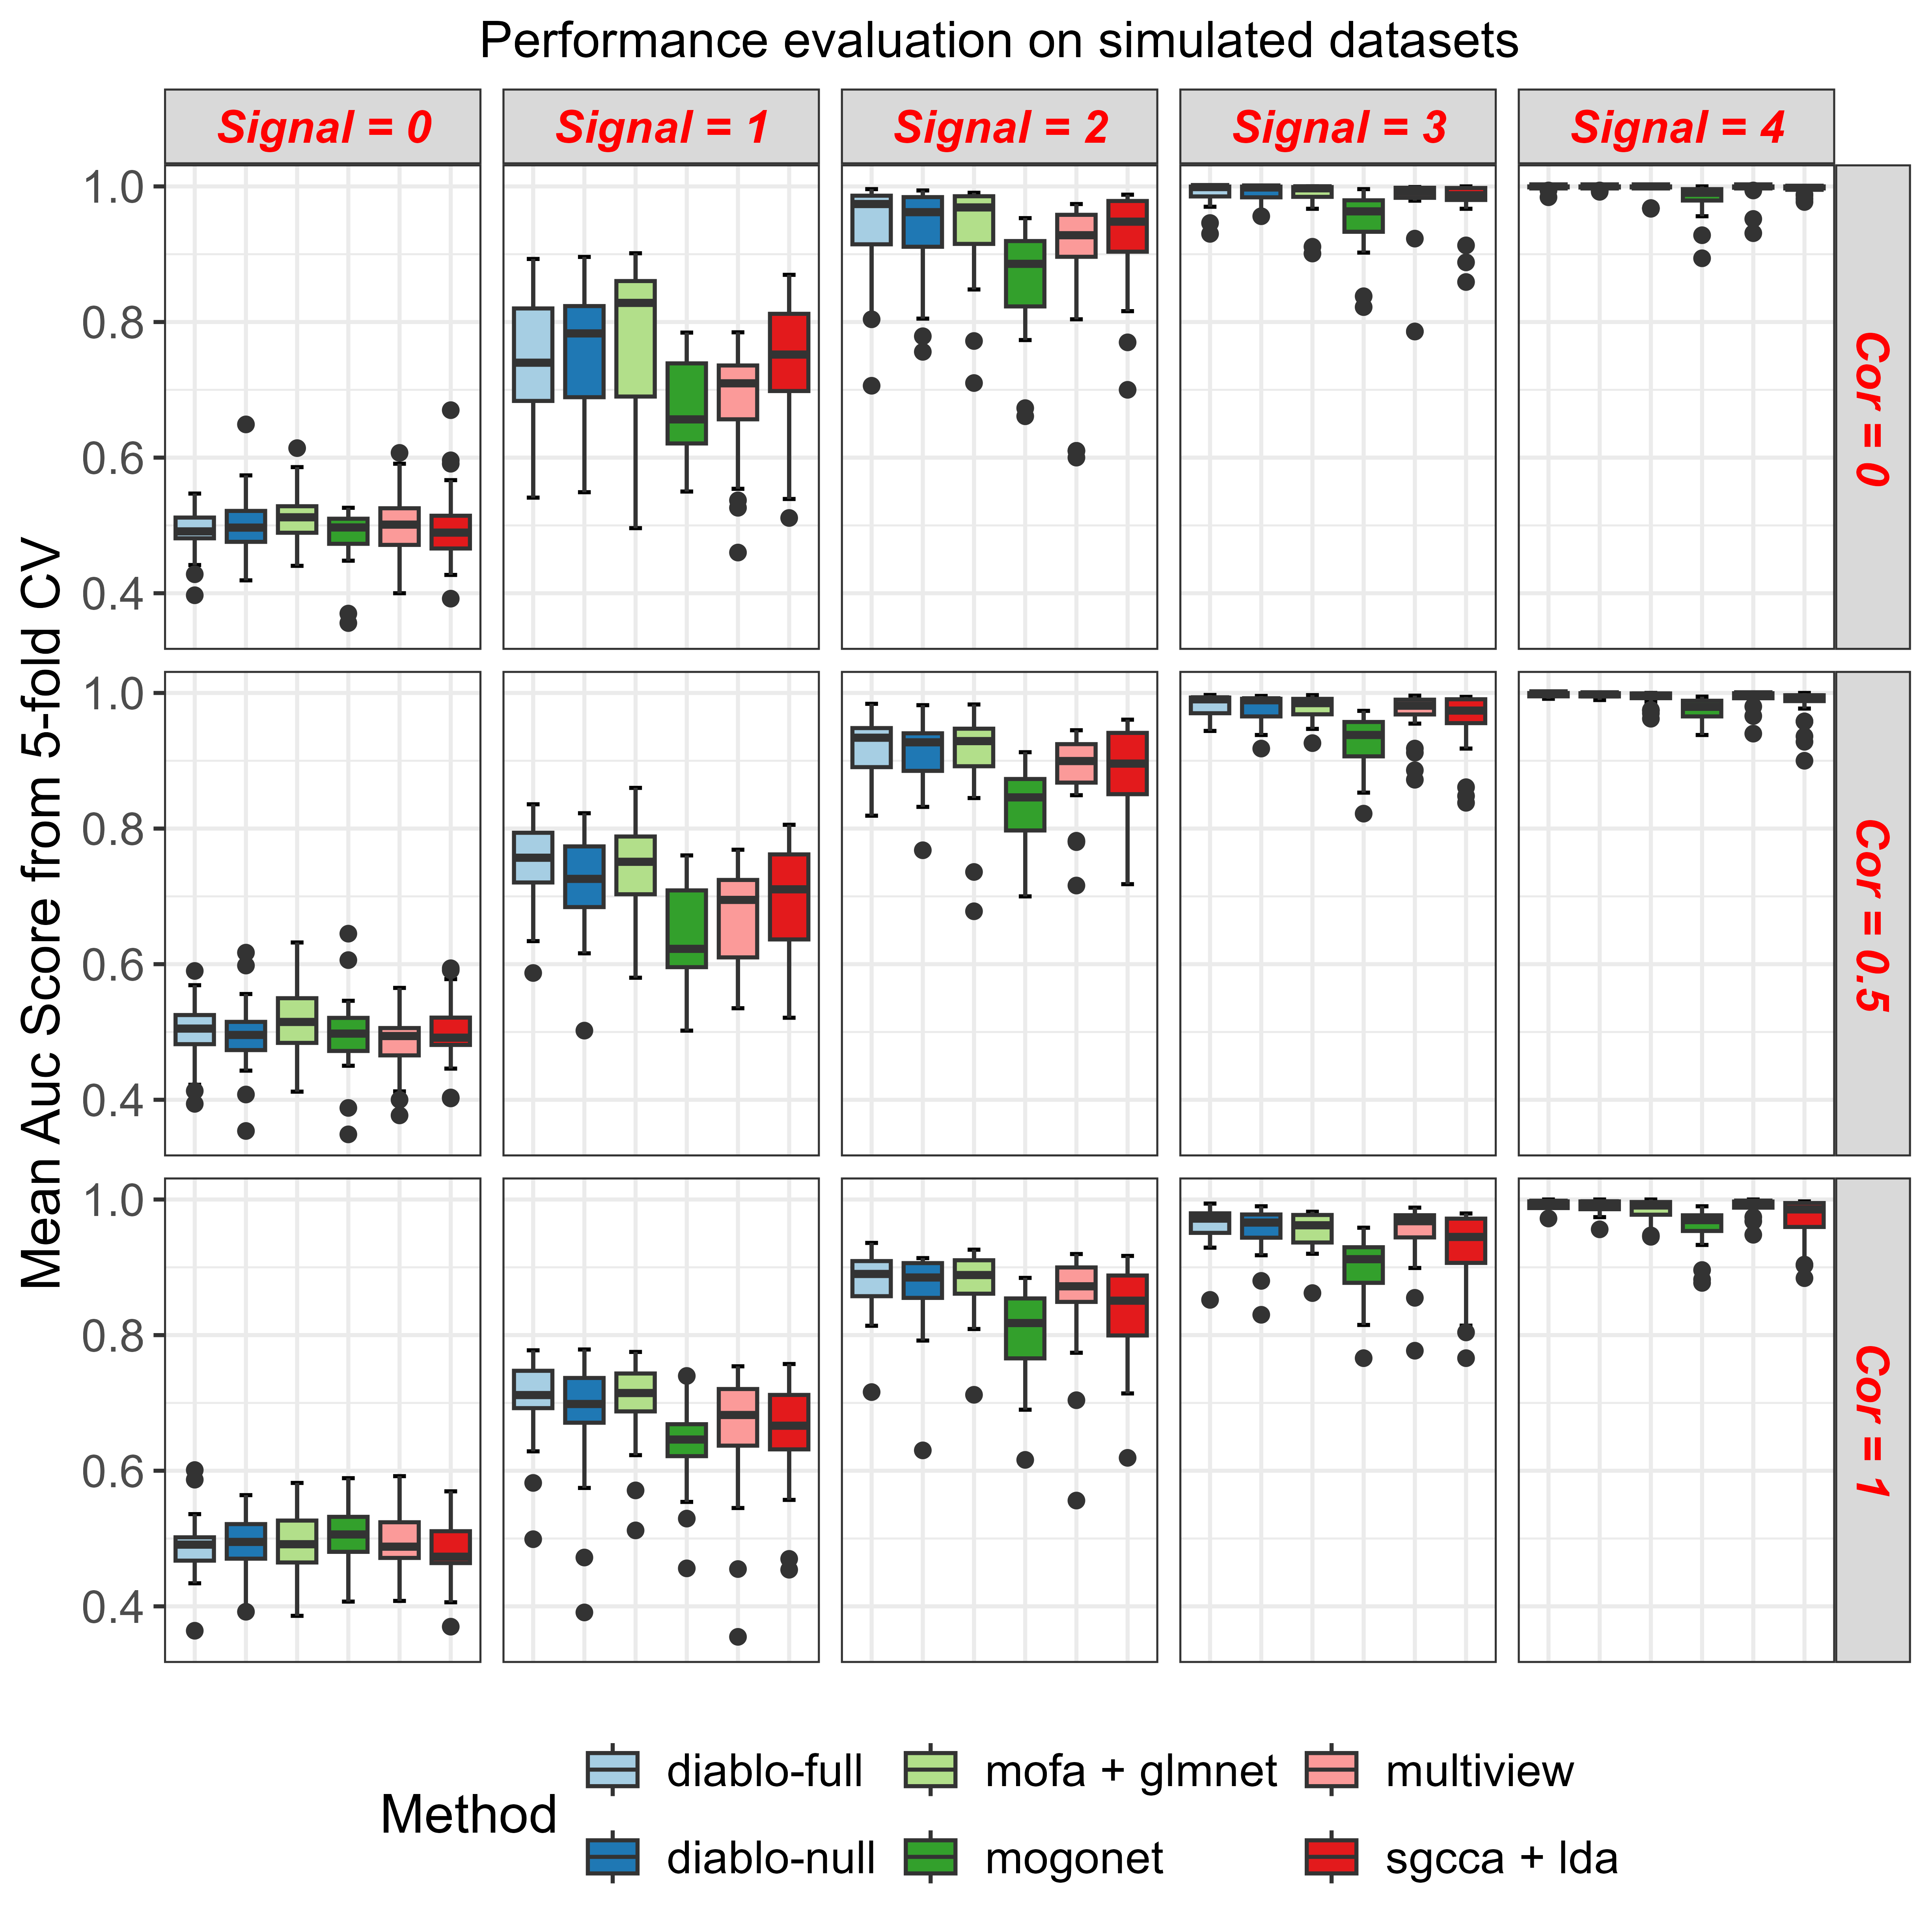 Performance evaluation on simulated datasets
Signal = 0
Signal = 1
Signal = 2
Signal = 3
Signal = 4
Mean Auc Score from 5-fold CV
1.0
0.8
0.6
0.4
Cor = 0
1.0
0.8
0.6
0.4
Cor = 0.5
1.0
0.8
0.6
0.4
Cor = 1
Method
diablo-full
mofa + glmnet
multiview
diablo-null
mogonet
sgcca + lda